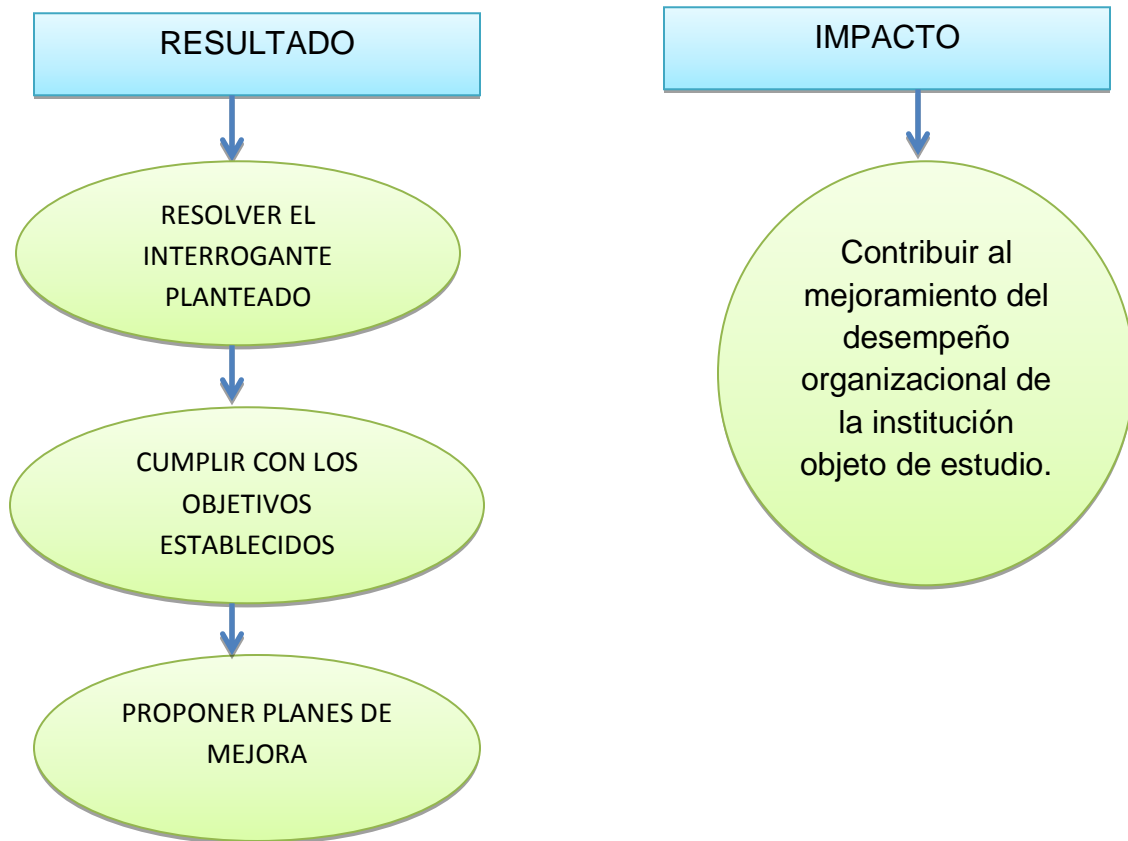 RESULTADO
RESOLVER EL
INTERROGANTE
PLANTEADO
CUMPLIR CON LOS
OBJETIVOS
ESTABLECIDOS
PROPONER PLANES DE
MEJORA
IMPACTO
Contribuir al
mejoramiento del
desempeño
organizacional de
la institución
objeto de estudio.